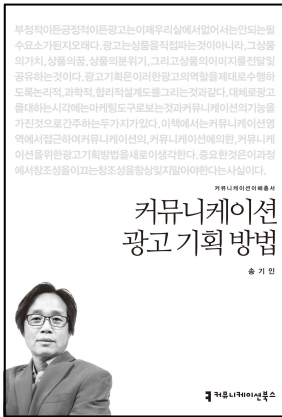 부정적이든긍정적이든광고는이제우리삶에서없어서는안되는필
수요소가된지오래다. 광고는상품을직접파는것이아니라, 그상품
의가치, 상품의꿈, 상품의분위기, 그리고상품의이미지를전달및
공유하는것이다. 광고기획은이러한광고의역할을제대로수행하
도록논리적, 과학적, 합리적설계도를그리는것과같다. 대체로광고
를대하는시각에는마케팅도구로보는것과커뮤니케이션의기능을
가진것으로간주하는두가지가있다. 이책에서는커뮤니케이션영
역에서접근하여커뮤니케이션의, 커뮤니케이션에의한, 커뮤니케
이션을위한광고기획방법을새로이생각한다. 중요한것은이과정
에서창조성을이끄는창조성을항상잊지말아야한다는사실이다.
커뮤니케이션이해총서
커뮤니케이션
광고 기획 방법
송기인
커뮤니케이션북스